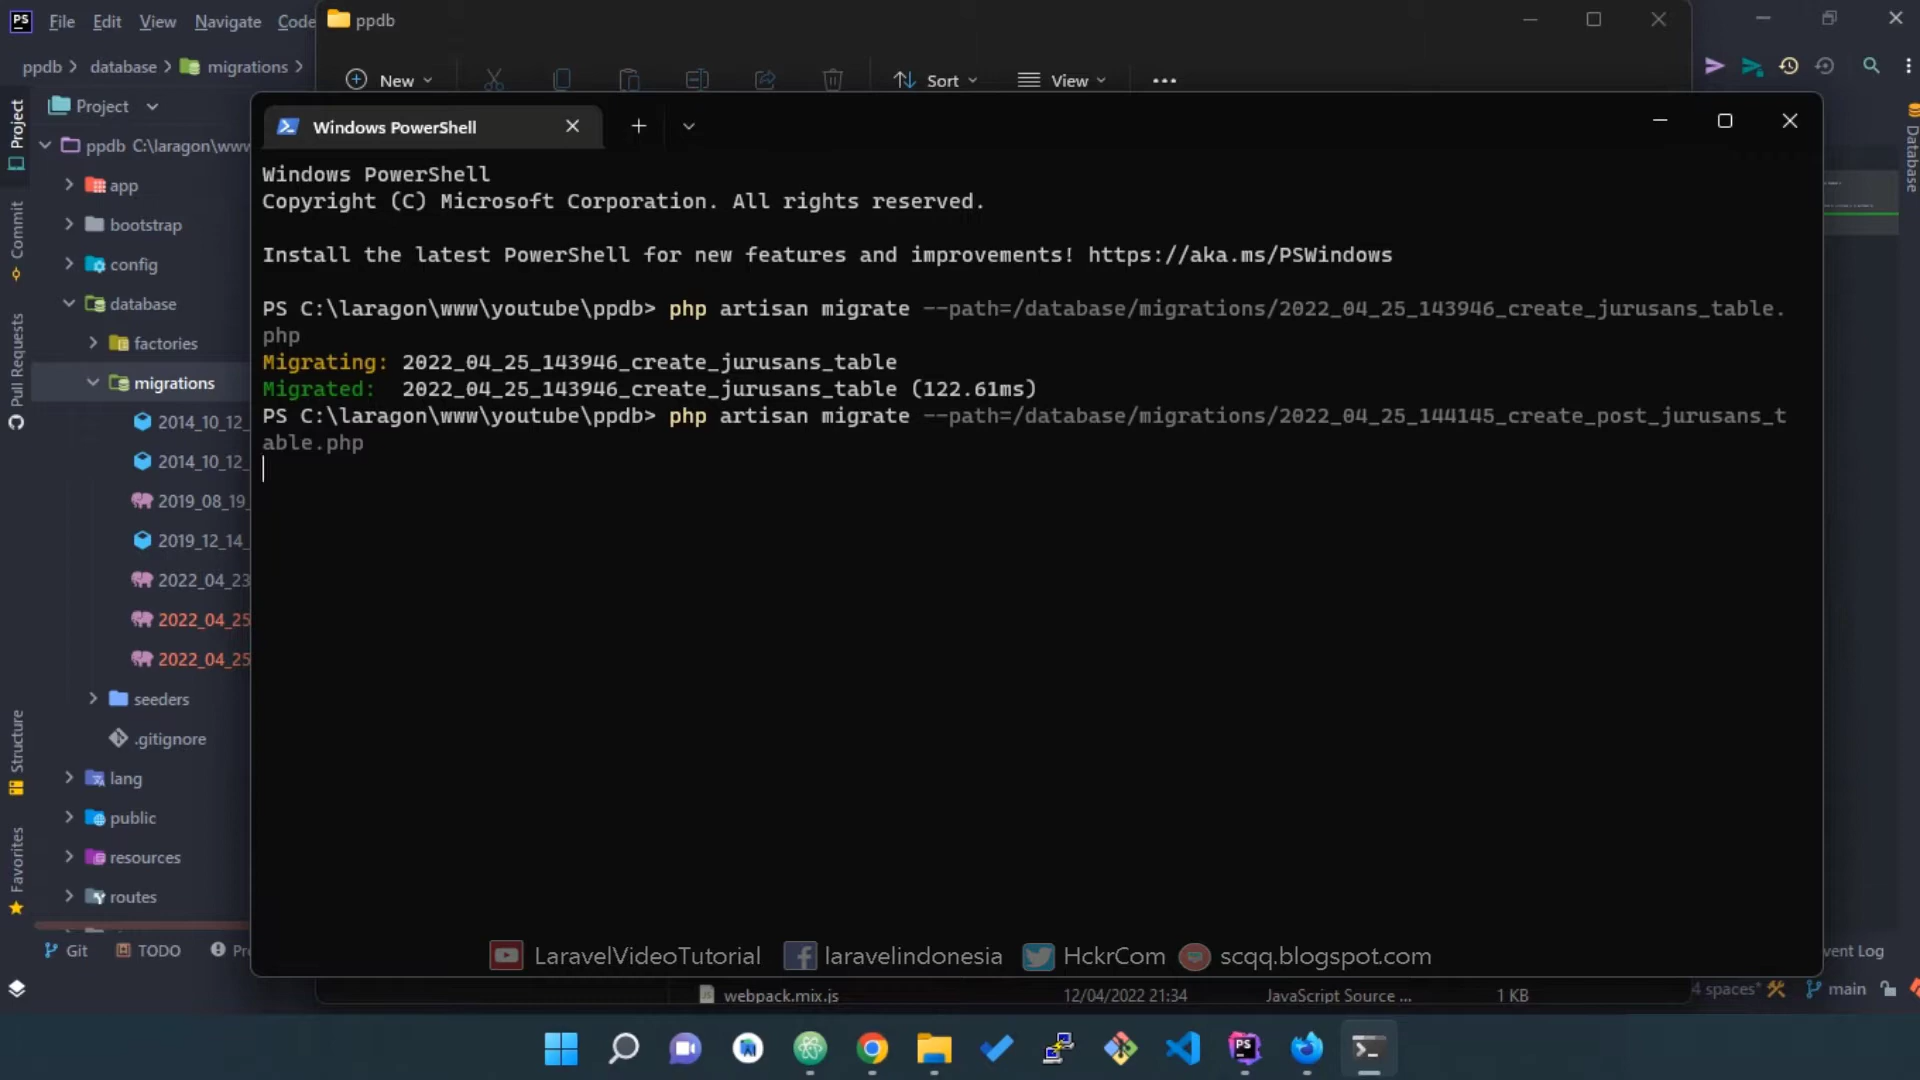 PS File Edit View Navigate Code
ppdb
ppdb database migrations
New Sort View
Project
Project
Windows PowerShell
ppdb C:\laragon\www
Database
app
Windows PowerShell
Copyright (C) Microsoft Corporation. All rights reserved.
Commit
bootstrap
Install the latest PowerShell for new features and improvements! https://aka.ms/PSWindows
config
database
PS C:\laragon\www\youtube\ppdb> php artisan migrate --path=/database/migrations/2022_04_25_143946_create_jurusans_table.
php
Pull Requests
factories
Migrating: 2022_04_25_143946_create_jurusans_table
migrations
Migrated: 2022_04_25_143946_create_jurusans_table (122.61ms)
PS C:\laragon\www\youtube\ppdb> php artisan migrate --path=/database/migrations/2022_04_25_144145_create_post_jurusans_t
able.php
2014_10_12_
2014_10_12_
2019_08_19_
2019_12_14_
2022_04_23
2022_04_25
2022_04_25
seeders
.gitignore
Structure
lang
public
resources
Favorites
routes
Git TODO
LaravelVideoTutorial laravelindonesia HckrCom scqq.blogspot.com
vent Log
webpack.mix.js 12/04/2022 21:34 JavaScript Source ... 1 KB
4 spaces* main
PS